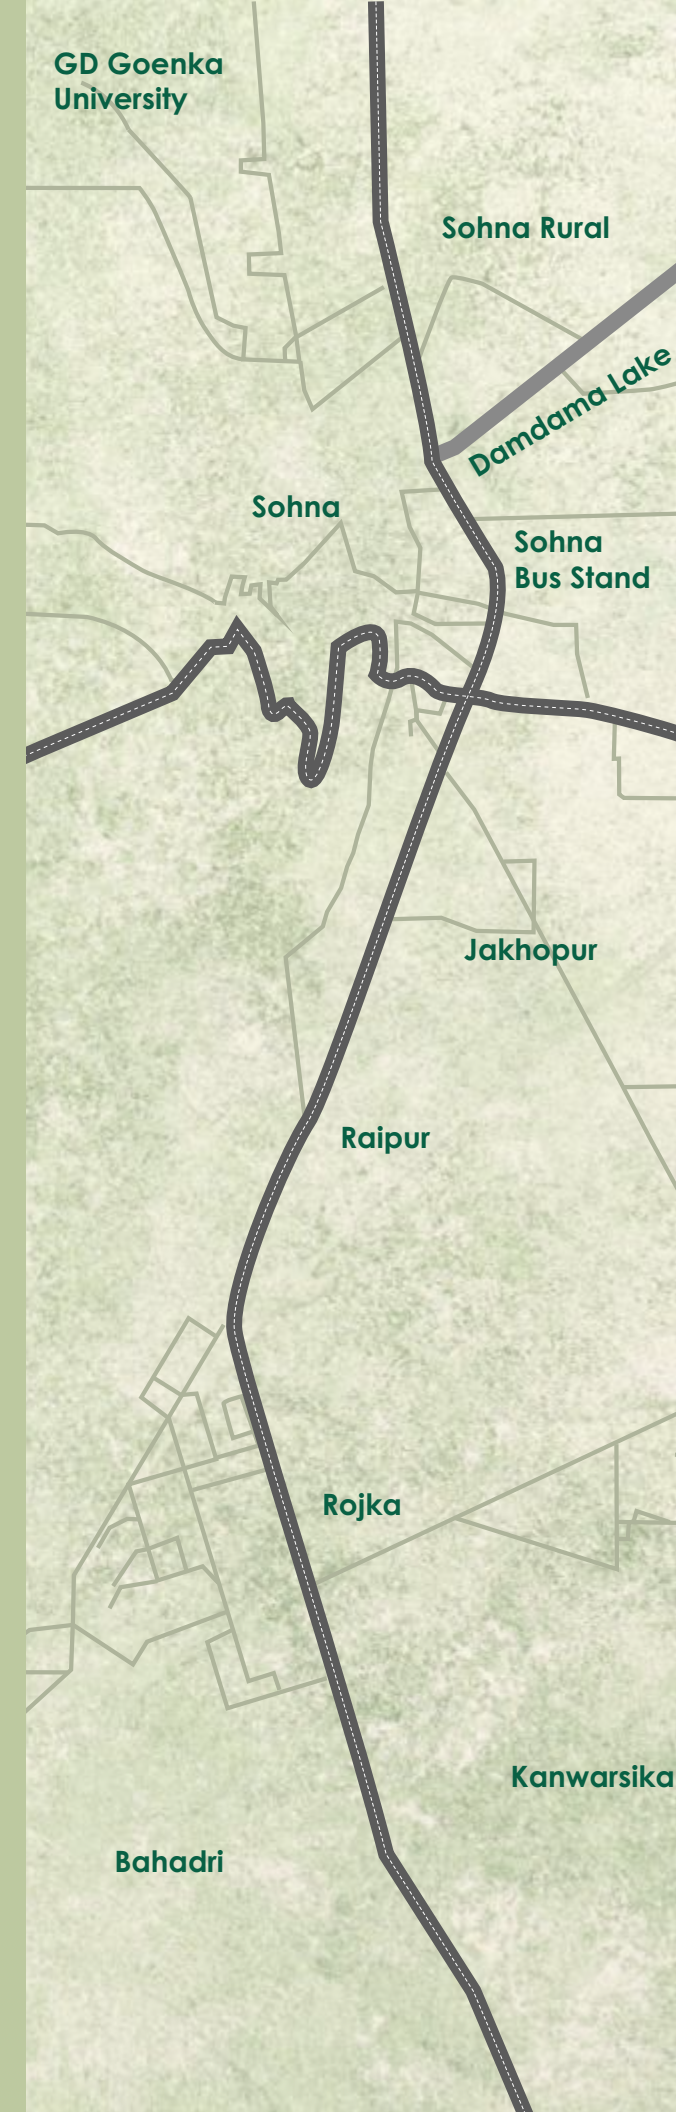 GD Goenka
University
Sohna Rural
Damdama Lake
Sohna
Sohna
Bus Stand
Jakhopur
Raipur
Rojka
Kanwarsika
Bahadri